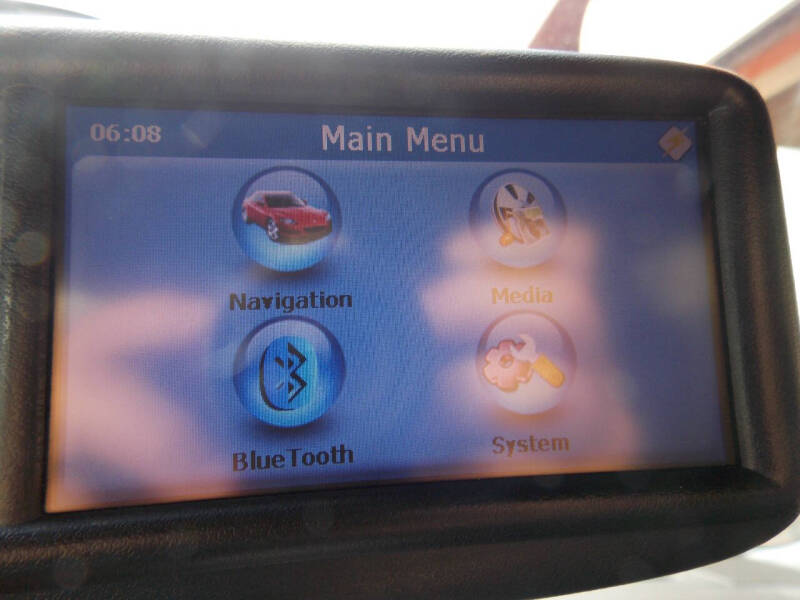 06:08
Main Menu
Navigation
Media
BlueTooth
System